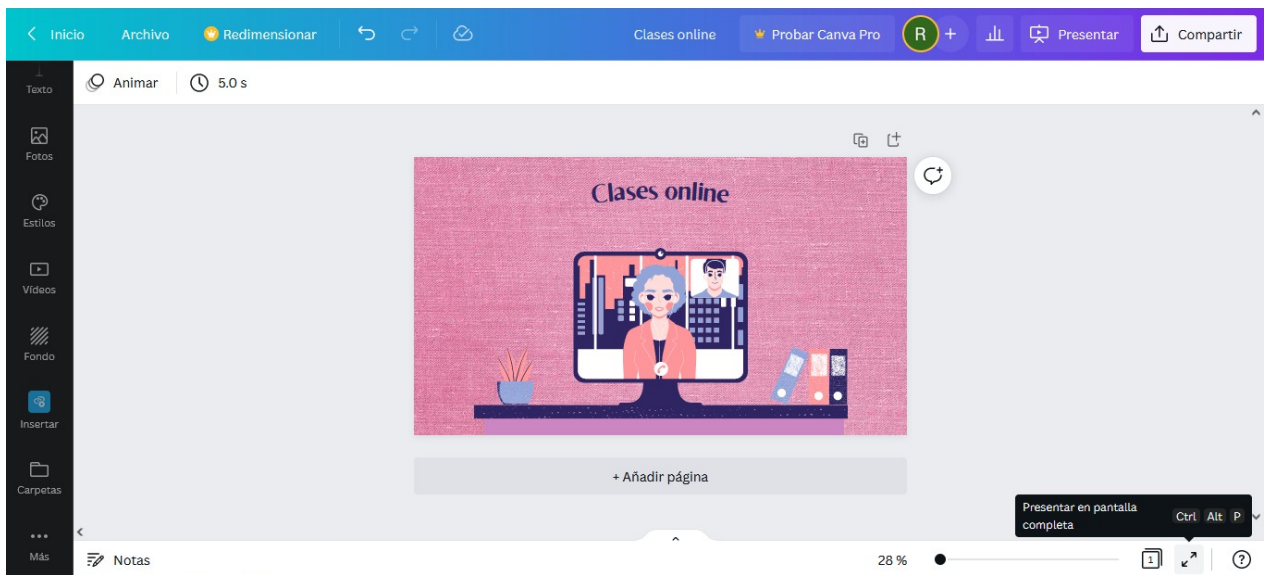 Inicio
Archivo
Redimensionar
Clases online
Probar Canva Pro
R
+
Presentar
Compartir
Texto
Animar
5.0 s
Fotos
Estilos
Vídeos
Fondo
Insertar
Carpetas
Más
Clases online
+ Añadir página
Presentar en pantalla
completa
Ctrl Alt P
Notas
28 %
1
?